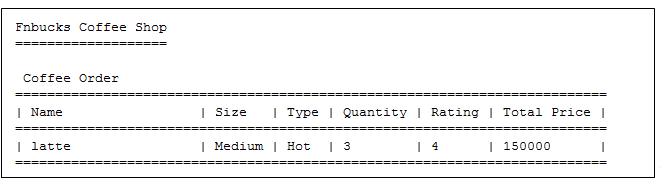 Fnbucks Coffee Shop
===================
Coffee Order
==========================================================================
| Name                 | Size   | Type | Quantity | Rating | Total Price |
==========================================================================
| latte                | Medium | Hot  | 3        | 4      | 150000      |
==========================================================================